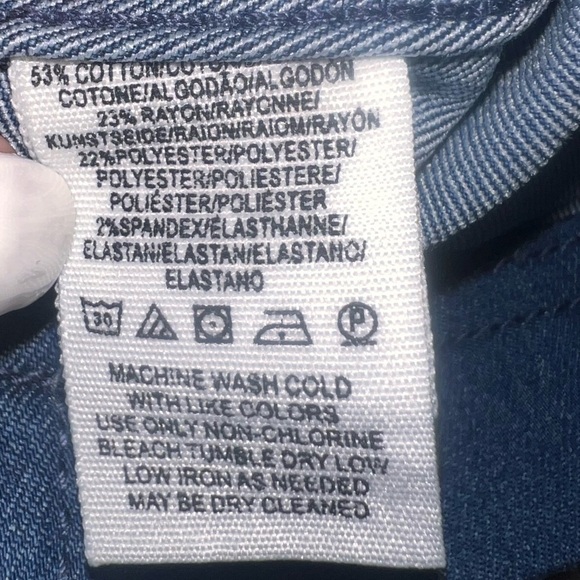 53% COTTON/COTON/
COTONE/ALGODÃO/ALGODÓN
23% RAYON/RAYONNE/
KUNSTSEIDE/RAION/RAIOM/RAYÓN
22%POLYESTER/POLYESTER/
POLYESTER/POLIESTERE/
POLIÉSTER/POLIÉSTER
2%SPANDEX/ÉLASTHANNE/
ELASTAN/ELASTAN/ELASTANO/
ELASTANO
30 P
MACHINE WASH COLD
WITH LIKE COLORS
USE ONLY NON-CHLORINE
BLEACH TUMBLE DRY LOW
LOW IRON AS NEEDED
MAY BE DRY CLEANED